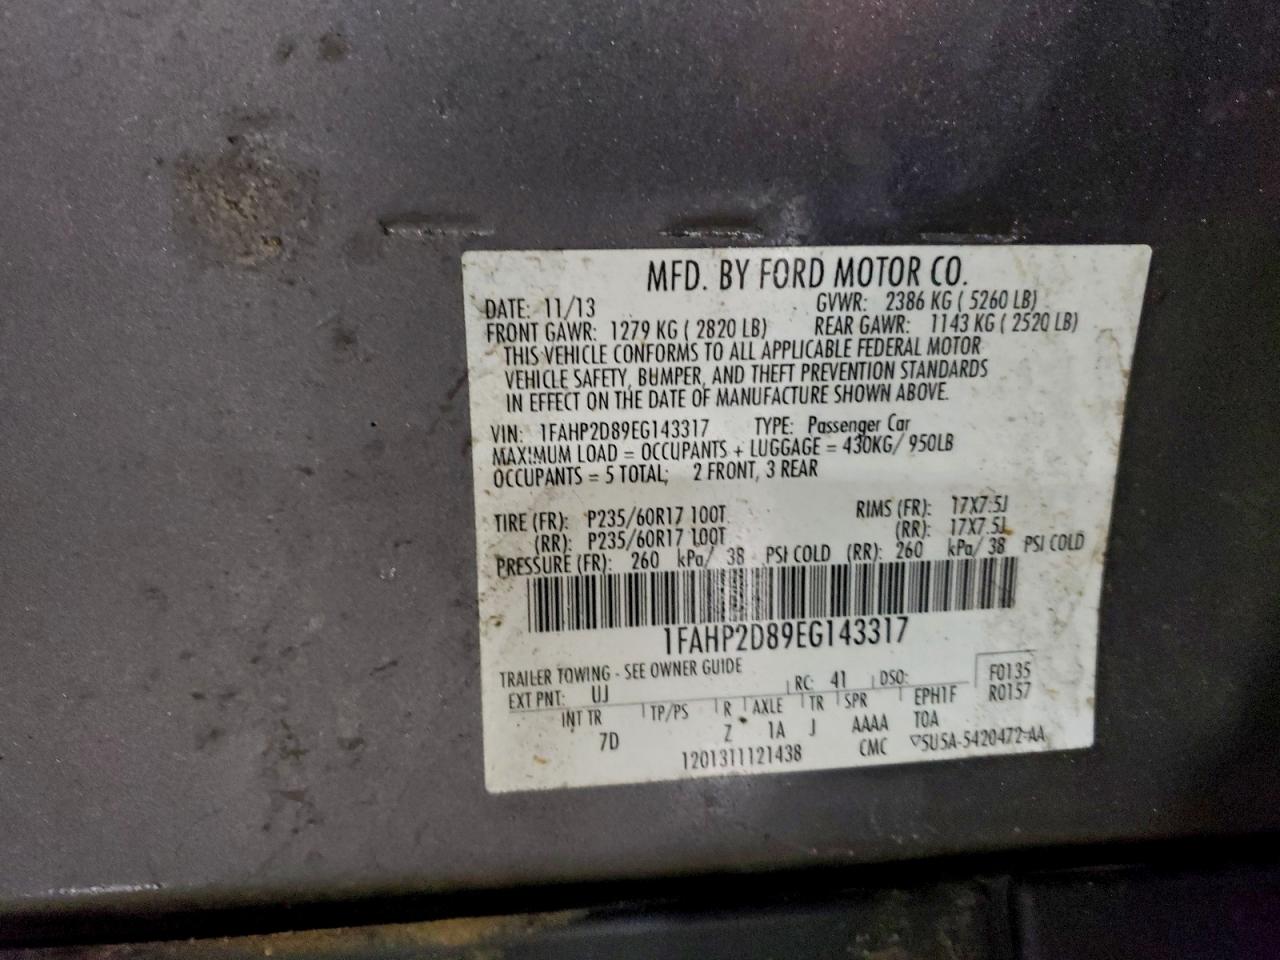 MFD. BY FORD MOTOR CO.
DATE: 11/13 GVWR: 2386 KG ( 5260 LB)
FRONT GAWR: 1279 KG ( 2820 LB) REAR GAWR: 1143 KG ( 2520 LB)
THIS VEHICLE CONFORMS TO ALL APPLICABLE FEDERAL MOTOR
VEHICLE SAFETY, BUMPER, AND THEFT PREVENTION STANDARDS
IN EFFECT ON THE DATE OF MANUFACTURE SHOWN ABOVE.
VIN: 1FAHP2D89EG143317 TYPE: Passenger Car
MAXIMUM LOAD = OCCUPANTS + LUGGAGE = 430KG/ 950LB
OCCUPANTS = 5 TOTAL; 2 FRONT, 3 REAR
TIRE (FR): P235/60R17 100T RIMS (FR): 17X7.5J
(RR): P235/60R17 100T (RR): 17X7.5J
PRESSURE (FR): 260 kPa/ 38 PSI COLD (RR): 260 kPa/ 38 PSI COLD
1FAHP2D89EG143317
TRAILER TOWING - SEE OWNER GUIDE
EXT PNT: UJ RC: 41 DSO: F0135
INT TR TP/PS R AXLE TR SPR EPH1F R0157
7D Z 1A J AAAA TOA
1201311121438 CMC ▽5U5A-5420472-AA